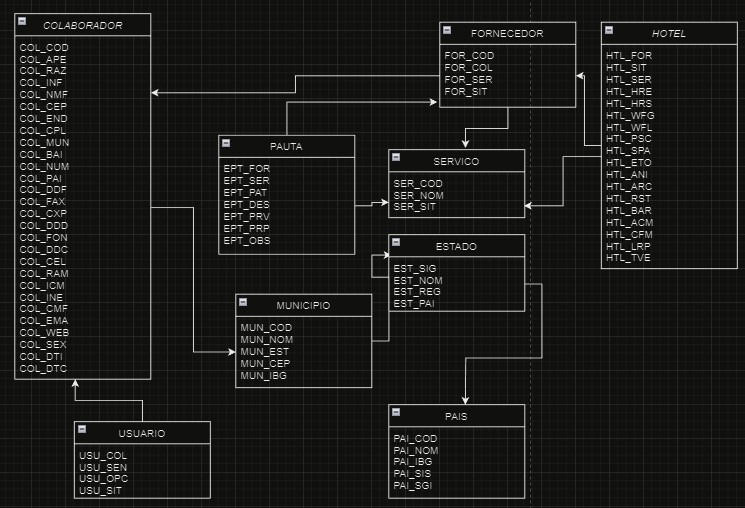 COLABORADOR
COL_COD
COL_APE
COL_RAZ
COL_INF
COL_NMF
COL_CEP
COL_END
COL_CPL
COL_MUN
COL_BAI
COL_NUM
COL_PAI
COL_DDF
COL_FAX
COL_CXP
COL_DDD
COL_FON
COL_DDC
COL_CEL
COL_RAM
COL_ICM
COL_INE
COL_CMF
COL_EMA
COL_WEB
COL_SEX
COL_DTI
COL_DTC
FORNECEDOR
FOR_COD
FOR_COL
FOR_SER
FOR_SIT
HOTEL
HTL_FOR
HTL_SIT
HTL_SER
HTL_HRE
HTL_HRS
HTL_WFG
HTL_WFL
HTL_PSC
HTL_SPA
HTL_ETO
HTL_ANI
HTL_ARC
HTL_RST
HTL_BAR
HTL_ACM
HTL_CFM
HTL_LRP
HTL_TVE
PAUTA
EPT_FOR
EPT_SER
EPT_PAT
EPT_DES
EPT_PRV
EPT_PRP
EPT_OBS
SERVICO
SER_COD
SER_NOM
SER_SIT
ESTADO
EST_SIG
EST_NOM
EST_REG
EST_PAI
MUNICIPIO
MUN_COD
MUN_NOM
MUN_EST
MUN_CEP
MUN_IBG
USUARIO
USU_COL
USU_SEN
USU_OPC
USU_SIT
PAIS
PAI_COD
PAI_NOM
PAI_IBG
PAI_SIS
PAI_SGI